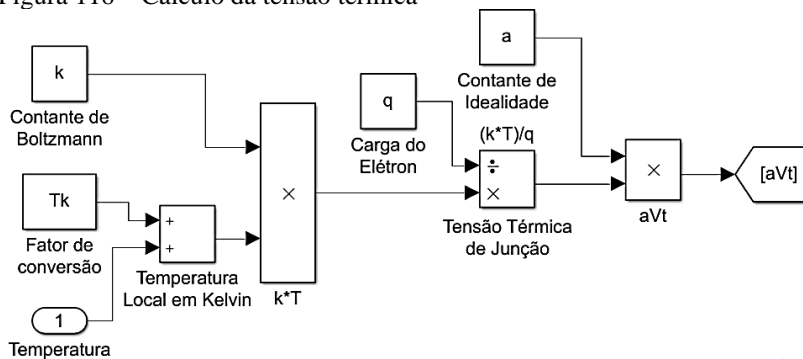 Figura 118 – Cálculo da tensão térmica
a
k
Contante de
Idealidade
Contante de
Boltzmann
q
(k*T)/q
Carga do
Elétron
÷
×
×
×
[aVt]
aVt
Tensão Térmica
de Junção
Tk
+
+
Fator de
conversão
Temperatura
Local em Kelvin
k*T
1
Temperatura